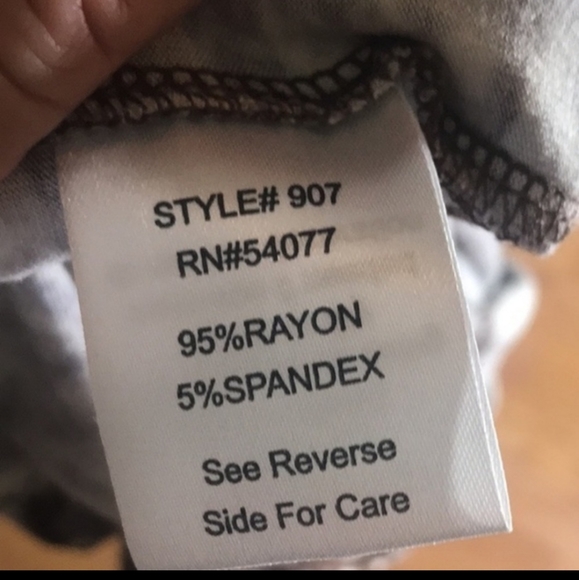 STYLE# 907
RN#54077
95%RAYON
5%SPANDEX
See Reverse
Side For Care